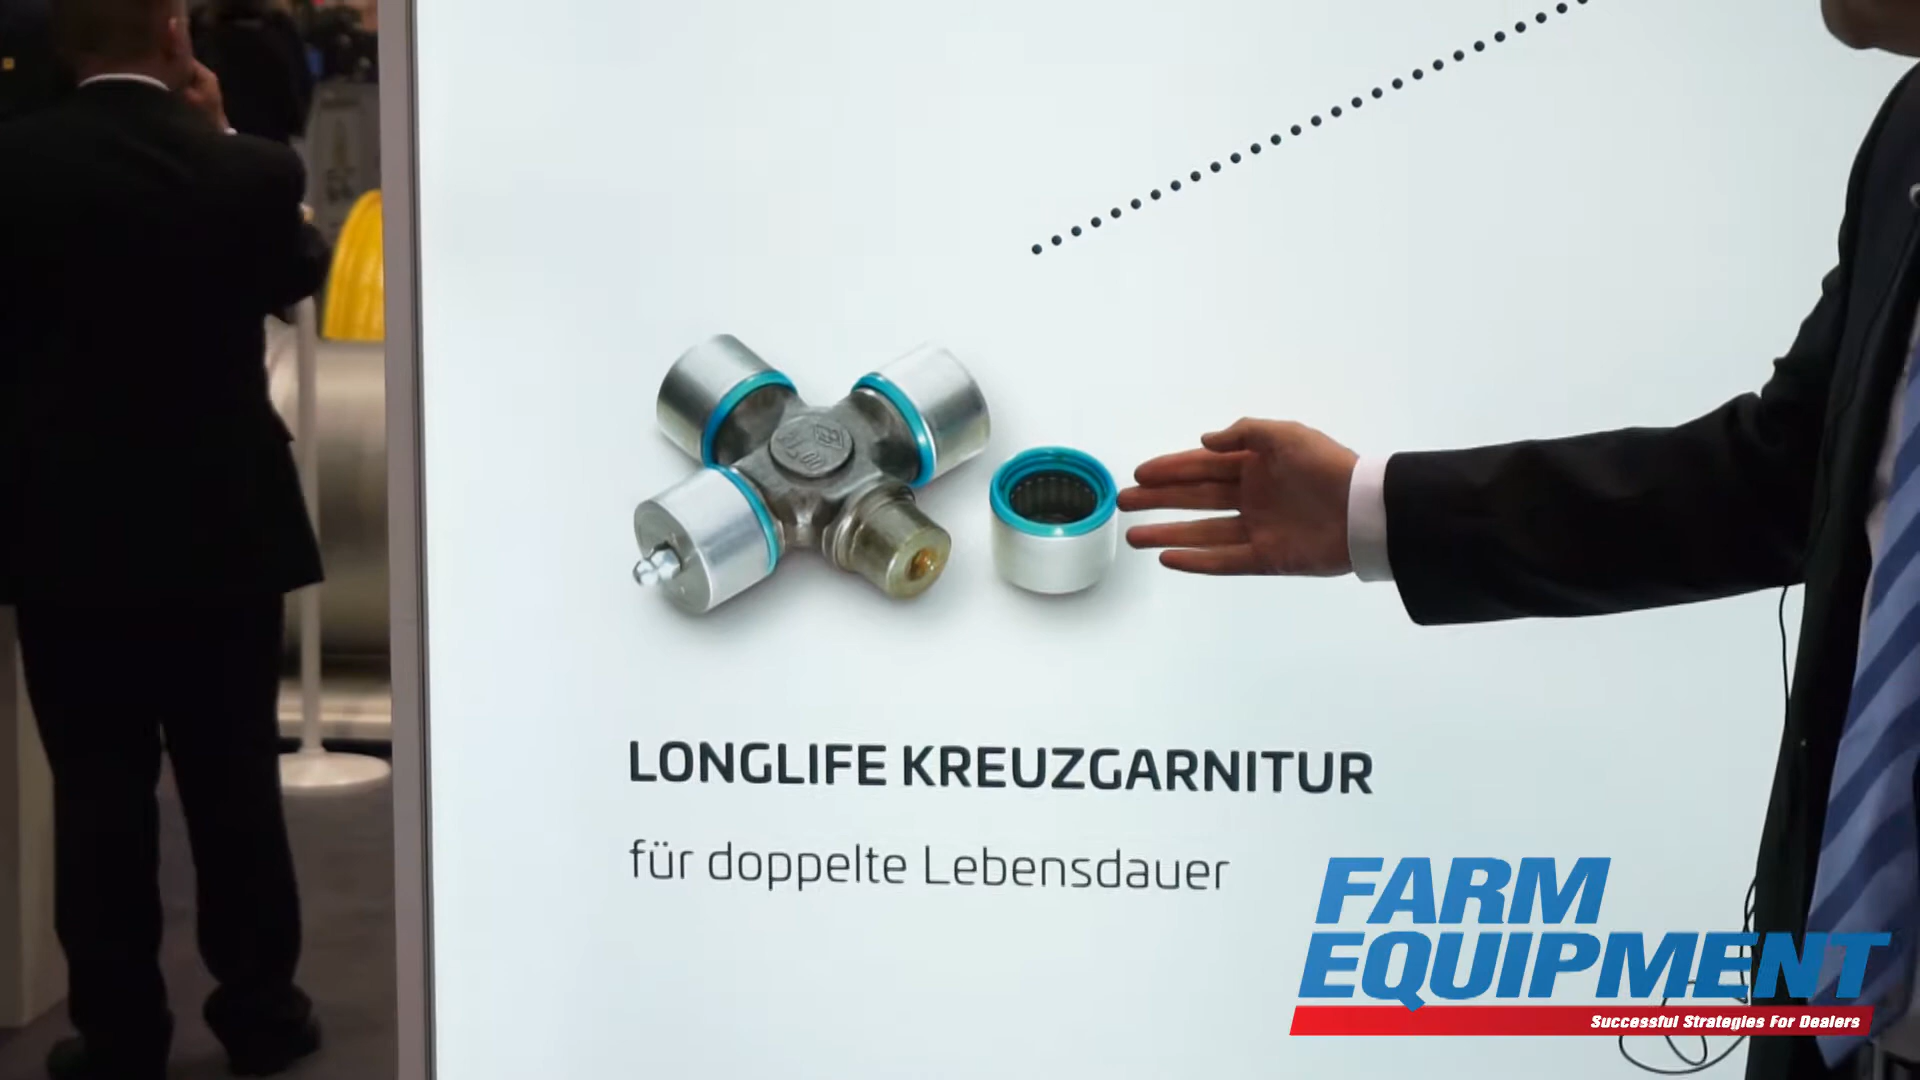 LONGLIFE KREUZGARNITUR
für doppelte Lebensdauer
FARM
EQUIPMENT
Successful Strategies For Dealers